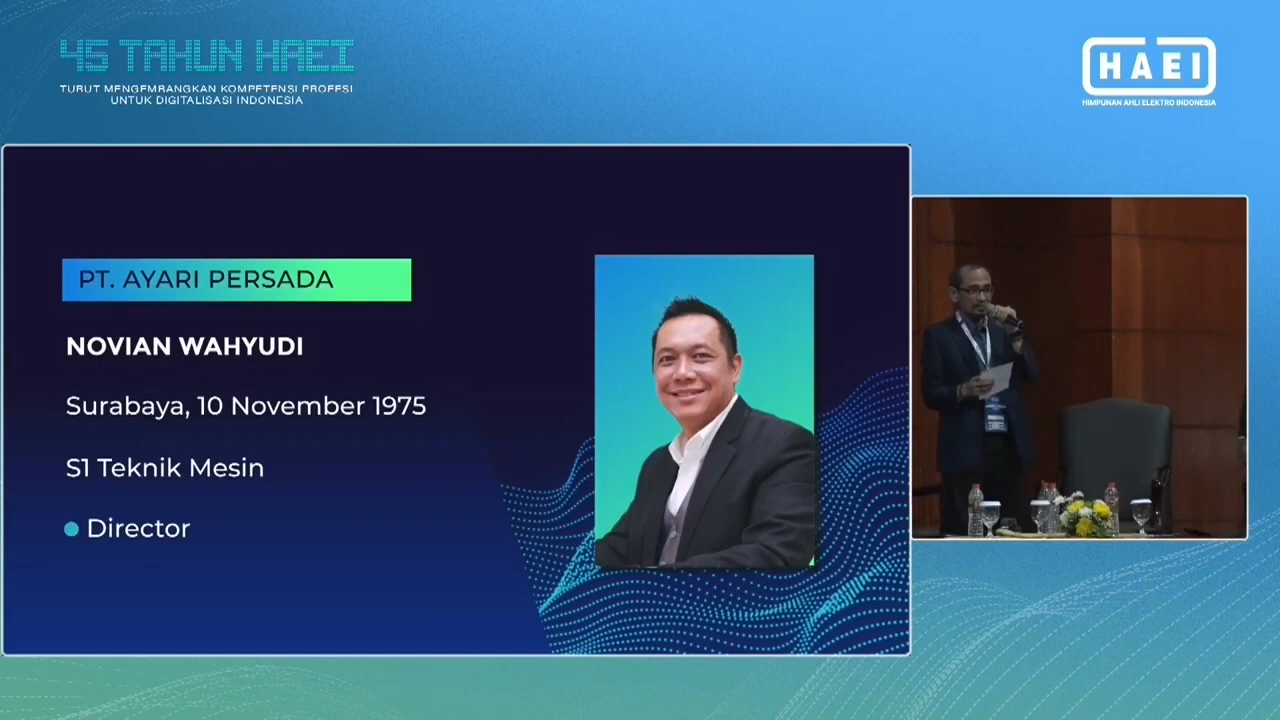 45 TAHUN HAEI
TURUT MENGEMBANGKAN KOMPETENSI PROFESI
UNTUK DIGITALISASI INDONESIA
HAEI
HIMPUNAN AHLI ELEKTRO INDONESIA
PT. AYARI PERSADA
NOVIAN WAHYUDI
Surabaya, 10 November 1975
S1 Teknik Mesin
Director